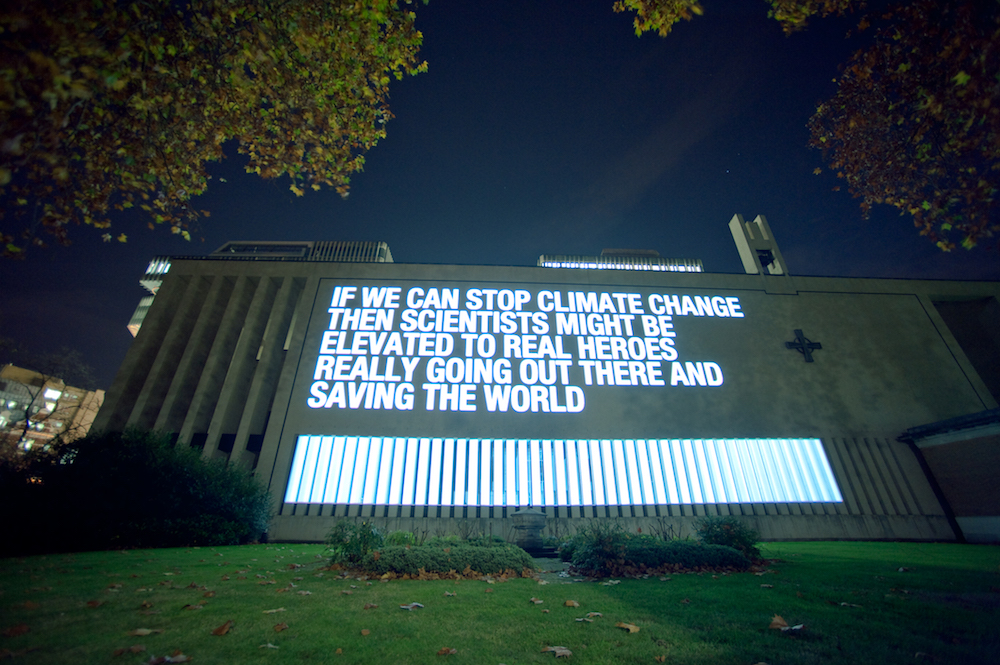 IF WE CAN STOP CLIMATE CHANGE
THEN SCIENTISTS MIGHT BE
ELEVATED TO REAL HEROES
REALLY GOING OUT THERE AND
SAVING THE WORLD